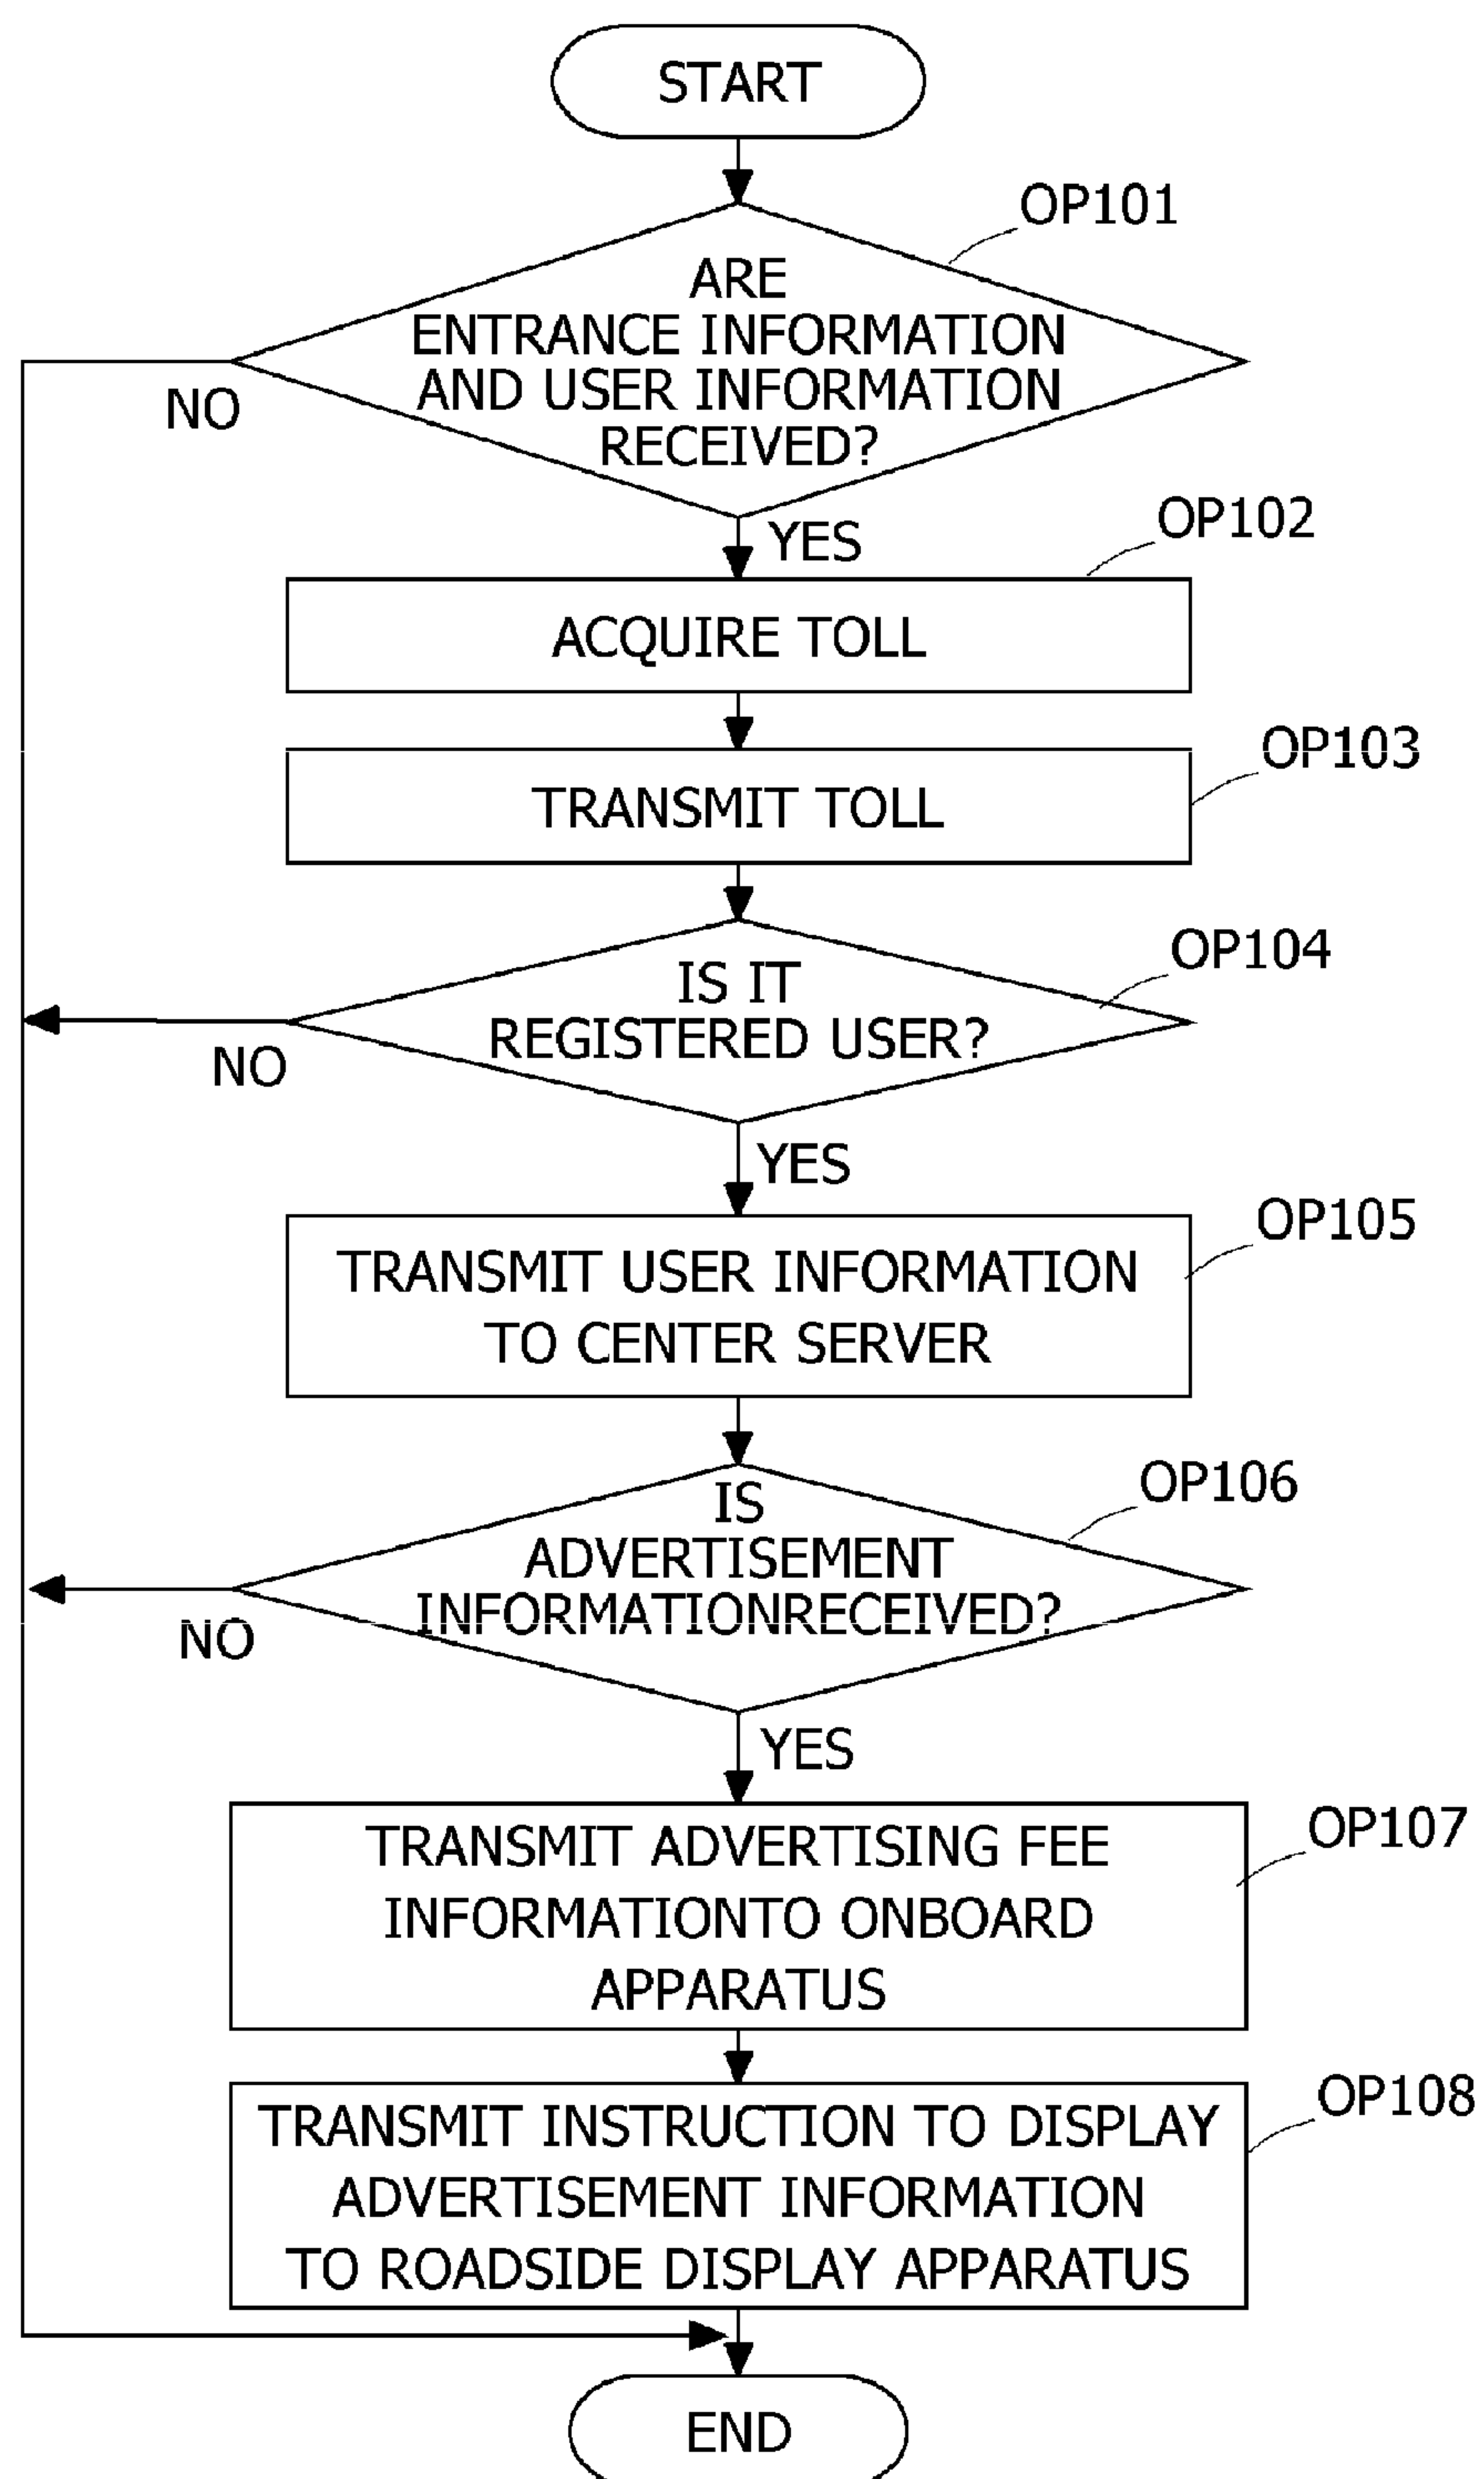 START
OP101
ARE
ENTRANCE INFORMATION
AND USER INFORMATION
RECEIVED?
NO
YES
OP102
ACQUIRE TOLL
OP103
TRANSMIT TOLL
OP104
IS IT
REGISTERED USER?
NO
YES
OP105
TRANSMIT USER INFORMATION
TO CENTER SERVER
OP106
IS
ADVERTISEMENT
INFORMATIONRECEIVED?
NO
YES
OP107
TRANSMIT ADVERTISING FEE
INFORMATIONTO ONBOARD
APPARATUS
OP108
TRANSMIT INSTRUCTION TO DISPLAY
ADVERTISEMENT INFORMATION
TO ROADSIDE DISPLAY APPARATUS
END